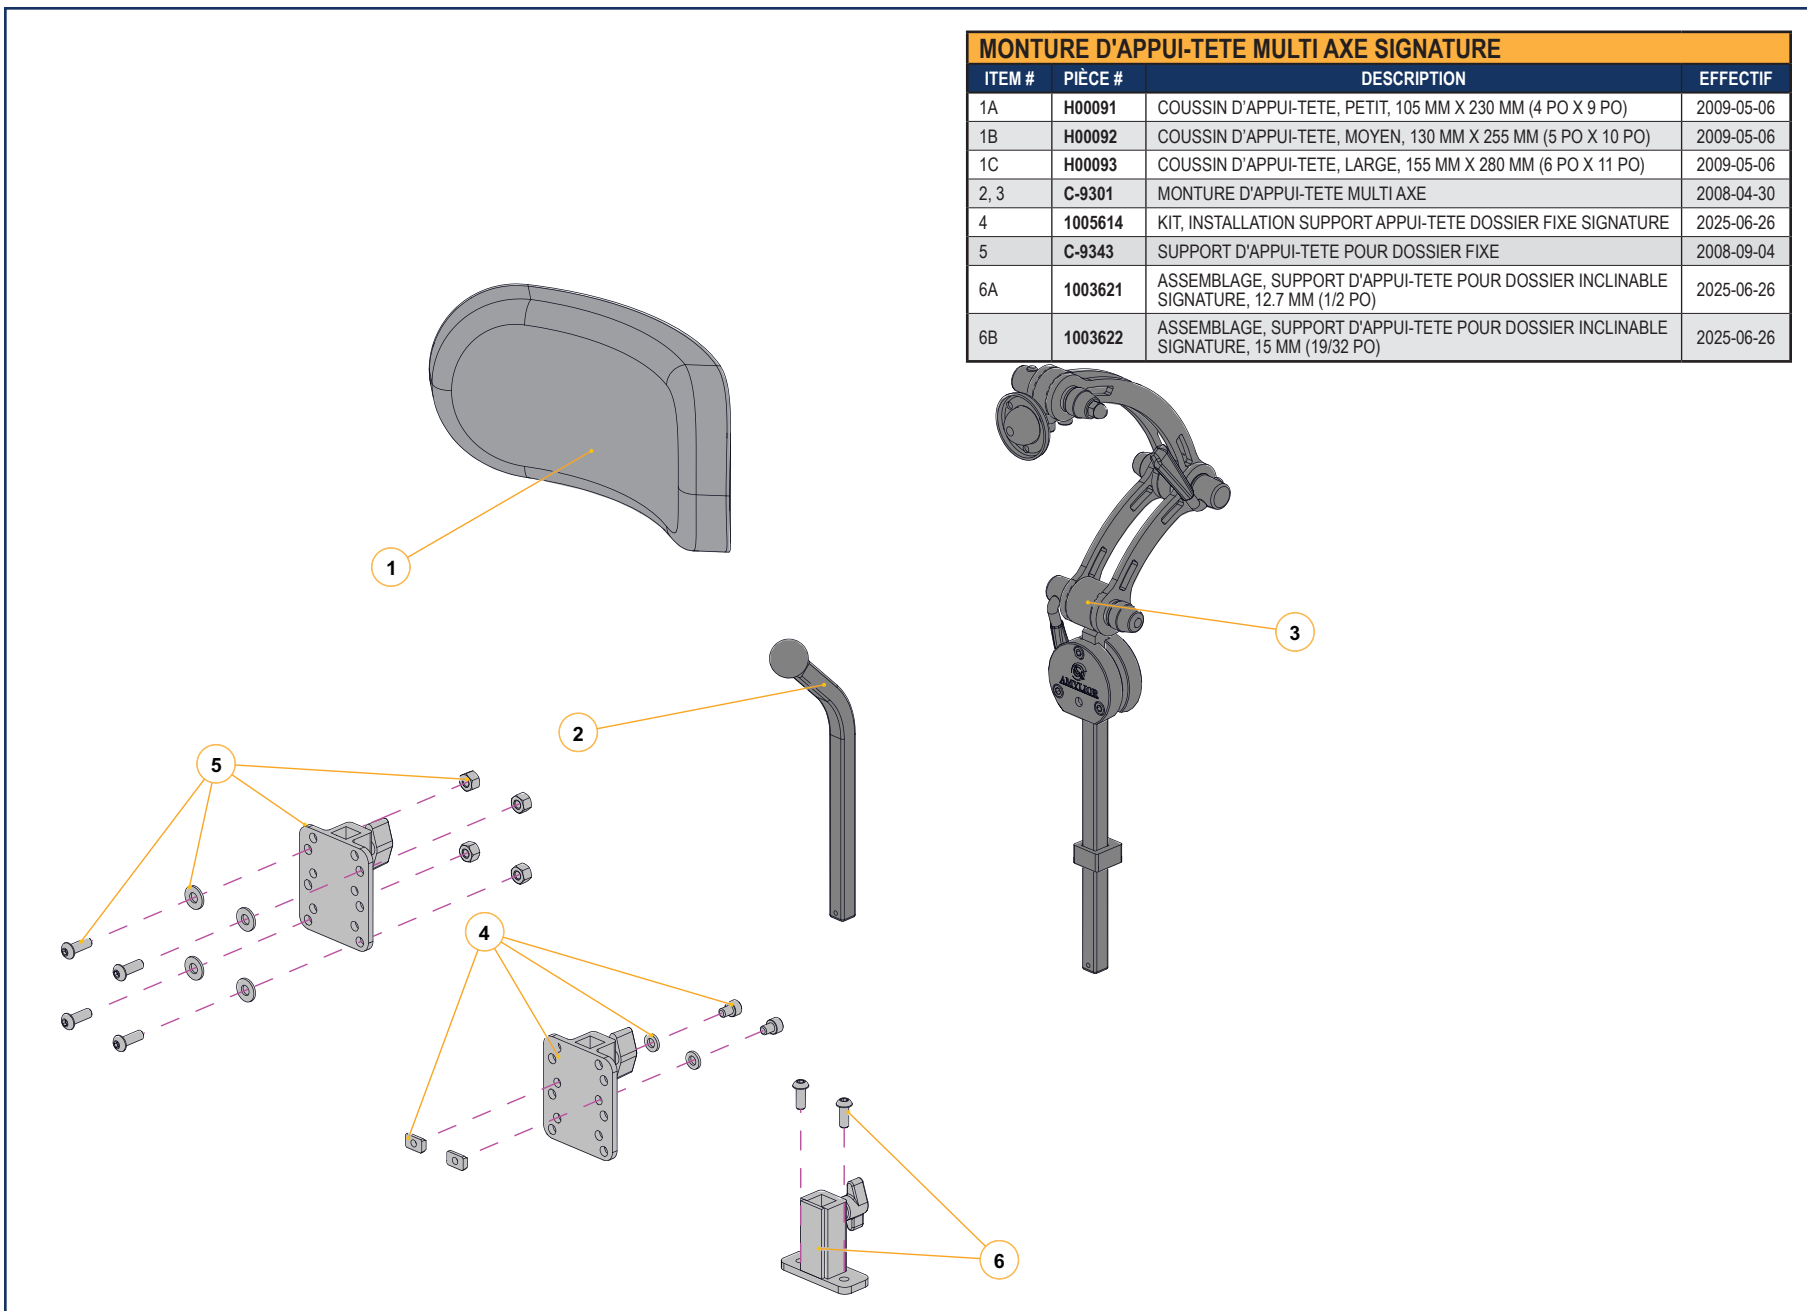 MONTURE D'APPUI-TETE MULTI AXE SIGNATURE
ITEM # PIÈCE # DESCRIPTION EFFECTIF
1A H00091 COUSSIN D'APPUI-TETE, PETIT, 105 MM X 230 MM (4 PO X 9 PO) 2009-05-06
1B H00092 COUSSIN D'APPUI-TETE, MOYEN, 130 MM X 255 MM (5 PO X 10 PO) 2009-05-06
1C H00093 COUSSIN D'APPUI-TETE, LARGE, 155 MM X 280 MM (6 PO X 11 PO) 2009-05-06
2, 3 C-9301 MONTURE D'APPUI-TETE MULTI AXE 2008-04-30
4 1005614 KIT, INSTALLATION SUPPORT APPUI-TETE DOSSIER FIXE SIGNATURE 2025-06-26
5 C-9343 SUPPORT D'APPUI-TETE POUR DOSSIER FIXE 2008-09-04
6A 1003621 ASSEMBLAGE, SUPPORT D'APPUI-TETE POUR DOSSIER INCLINABLE
SIGNATURE, 12.7 MM (1/2 PO) 2025-06-26
6B 1003622 ASSEMBLAGE, SUPPORT D'APPUI-TETE POUR DOSSIER INCLINABLE
SIGNATURE, 15 MM (19/32 PO) 2025-06-26
1
3
AMYLIOR
2
5
4
6